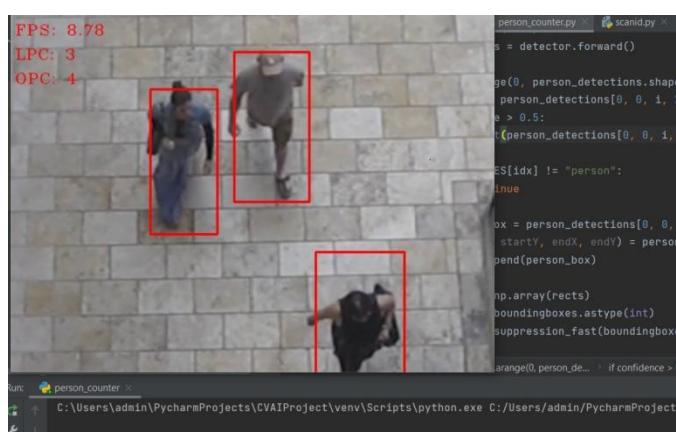 FPS: 8.78
LPC: 3
OPC: 4
person_counter.py × scanid.py ×
s = detector.forward()
ge(0, person_detections.shap
person_detections[0, 0, i,
e > 0.5:
t(person_detections[0, 0, i,
ES[idx] != "person":
inue
ox = person_detections[0, 0,
startY, endX, endY) = person
pend(person_box)
np.array(rects)
boundingboxes.astype(int)
suppression_fast(boundingboxe
.arange(0, person_de... › if confidence >
Run: person_counter ×
C:\Users\admin\PycharmProjects\CVAIProject\venv\Scripts\python.exe C:/Users/admin/PycharmProject